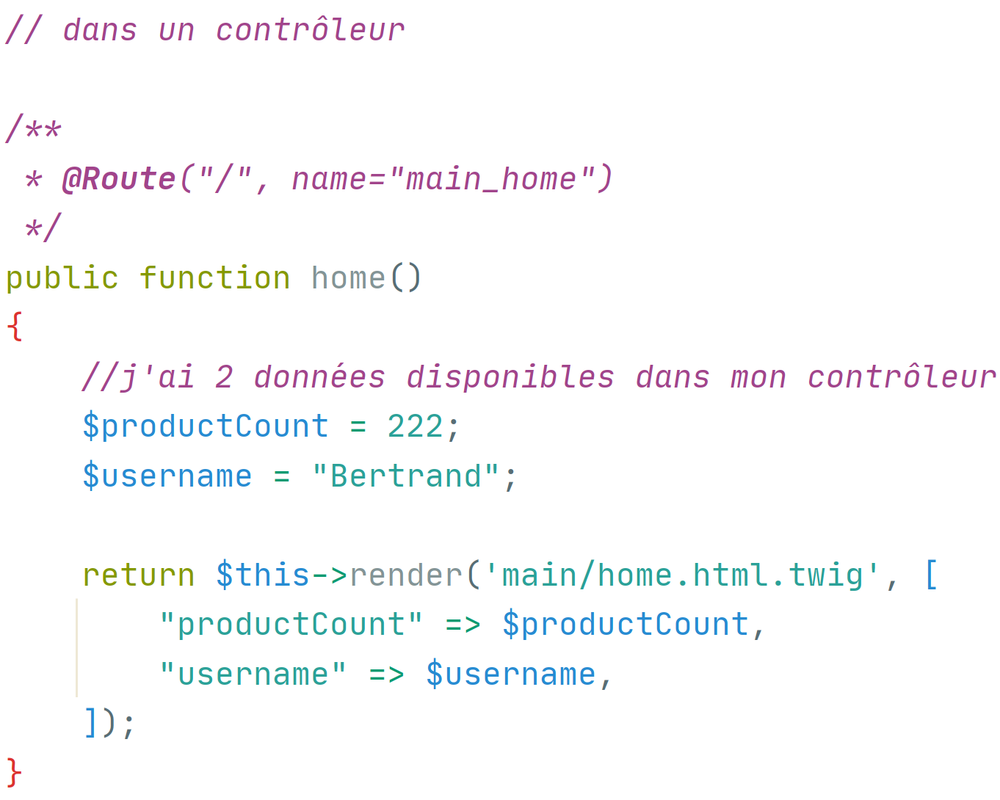 // dans un contrôleur
/**
 * @Route("/", name="main_home")
 */
public function home()
{
    //j'ai 2 données disponibles dans mon contrôleur
    $productCount = 222;
    $username = "Bertrand";
    return $this->render('main/home.html.twig', [
        "productCount" => $productCount,
        "username" => $username,
    ]);
}